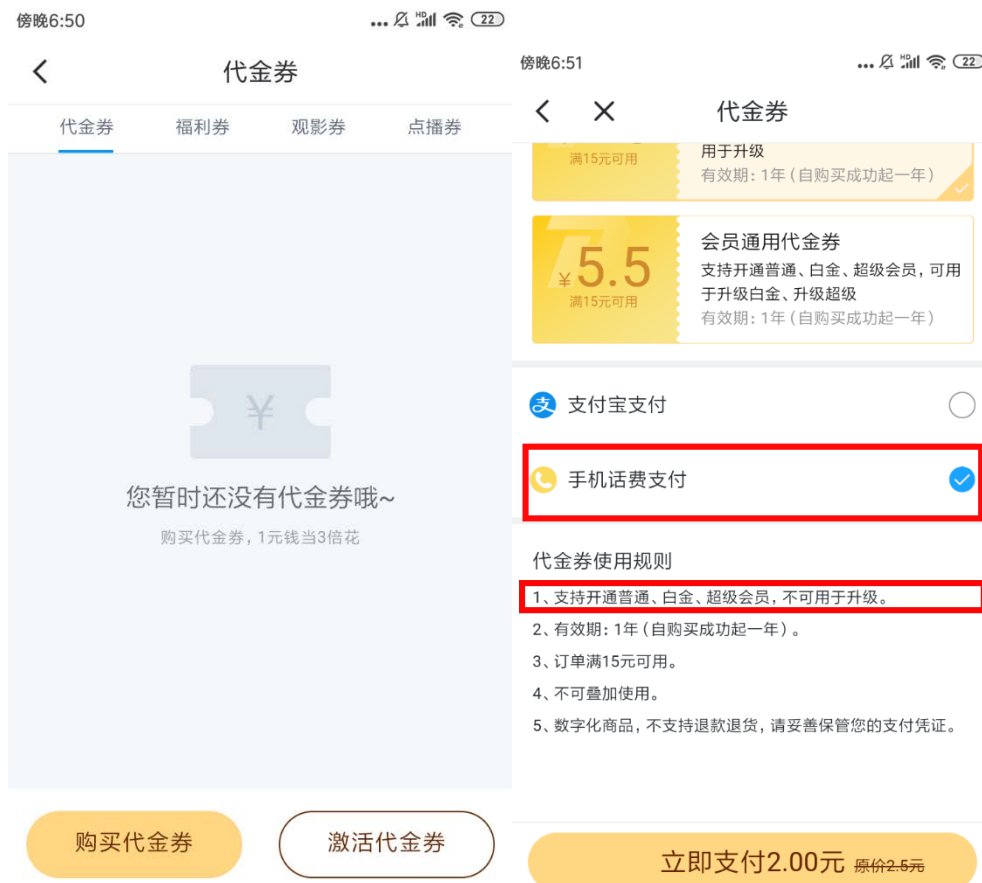 傍晚6:50
... HD 22
代金券
代金券 福利券 观影券 点播券
¥
您暂时还没有代金券哦~
购买代金券，1元钱当3倍花
购买代金券 激活代金券
傍晚6:51
... HD 22
代金券
满15元可用
用于升级
有效期：1年（自购买成功起一年）
¥5.5
满15元可用
会员通用代金券
支持开通普通、白金、超级会员，可用
于升级白金、升级超级
有效期：1年（自购买成功起一年）
支 支付宝支付
手机话费支付
代金券使用规则
1、支持开通普通、白金、超级会员，不可用于升级。
2、有效期：1年（自购买成功起一年）。
3、订单满15元可用。
4、不可叠加使用。
5、数字化商品，不支持退款退货，请妥善保管您的支付凭证。
立即支付2.00元 原价2.5元